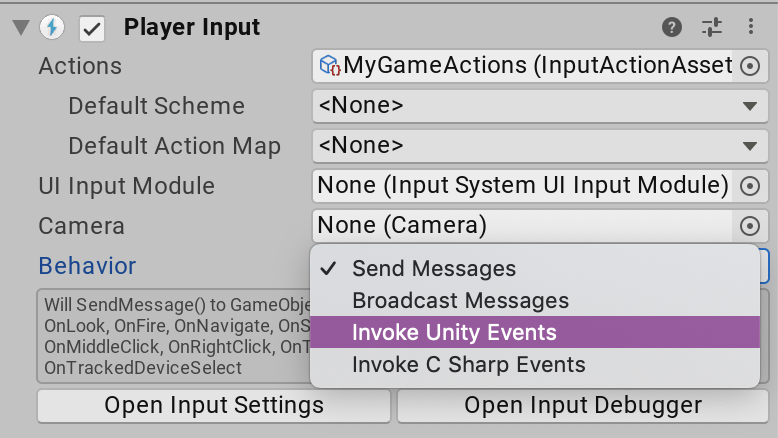 Player Input
Actions
MyGameActions (InputActionAsset
Default Scheme
<None>
Default Action Map
<None>
UI Input Module
None (Input System UI Input Module)
Camera
None (Camera)
Behavior
Send Messages
Broadcast Messages
Invoke Unity Events
Invoke C Sharp Events
Will SendMessage() to GameObje
OnLook, OnFire, OnNavigate, OnS
OnMiddleClick, OnRightClick, OnT
OnTrackedDeviceSelect
Open Input Settings
Open Input Debugger